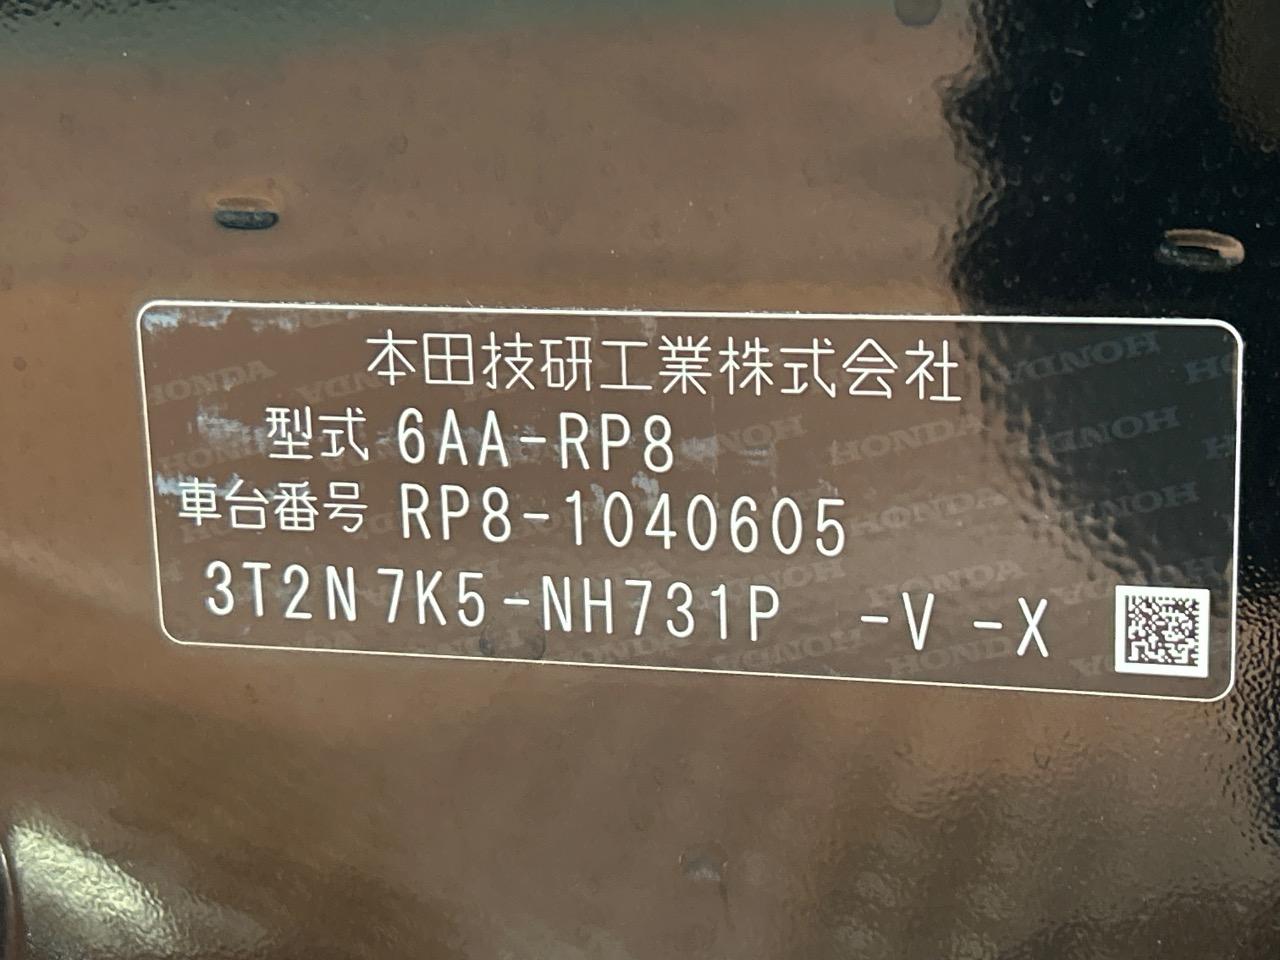 本田技研工業株式会社
型式 6AA-RP8
車台番号 RP8-1040605
3T2N7K5-NH731P -V -X